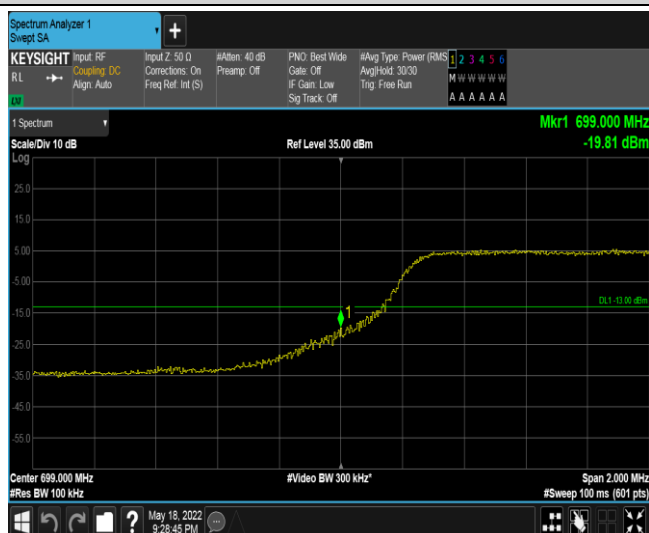 Spectrum Analyzer 1
Swept SA
KEYSIGHT
RL
Input: RF
Coupling: DC
Align: Auto
Input Z: 50 Ω
Corrections: On
Freq Ref: Int (S)
#Atten: 40 dB
Preamp: Off
PNO: Best Wide
Gate: Off
IF Gain: Low
Sig Track: Off
#Avg Type: Power (RMS
Avg|Hold: 30/30
Trig: Free Run
1 2 3 4 5 6
M W W W W W
A A A A A A
1 Spectrum
Mkr1 699.000 MHz
Scale/Div 10 dB
Ref Level 35.00 dBm
-19.81 dBm
Log
25.0
15.0
5.00
-5.00
DL1 -13.00 dBm
-15.0
1
-25.0
-35.0
-45.0
-55.0
Center 699.000 MHz
#Video BW 300 kHz*
Span 2.000 MHz
#Res BW 100 kHz
#Sweep 100 ms (601 pts)
May 18, 2022
9:28:45 PM